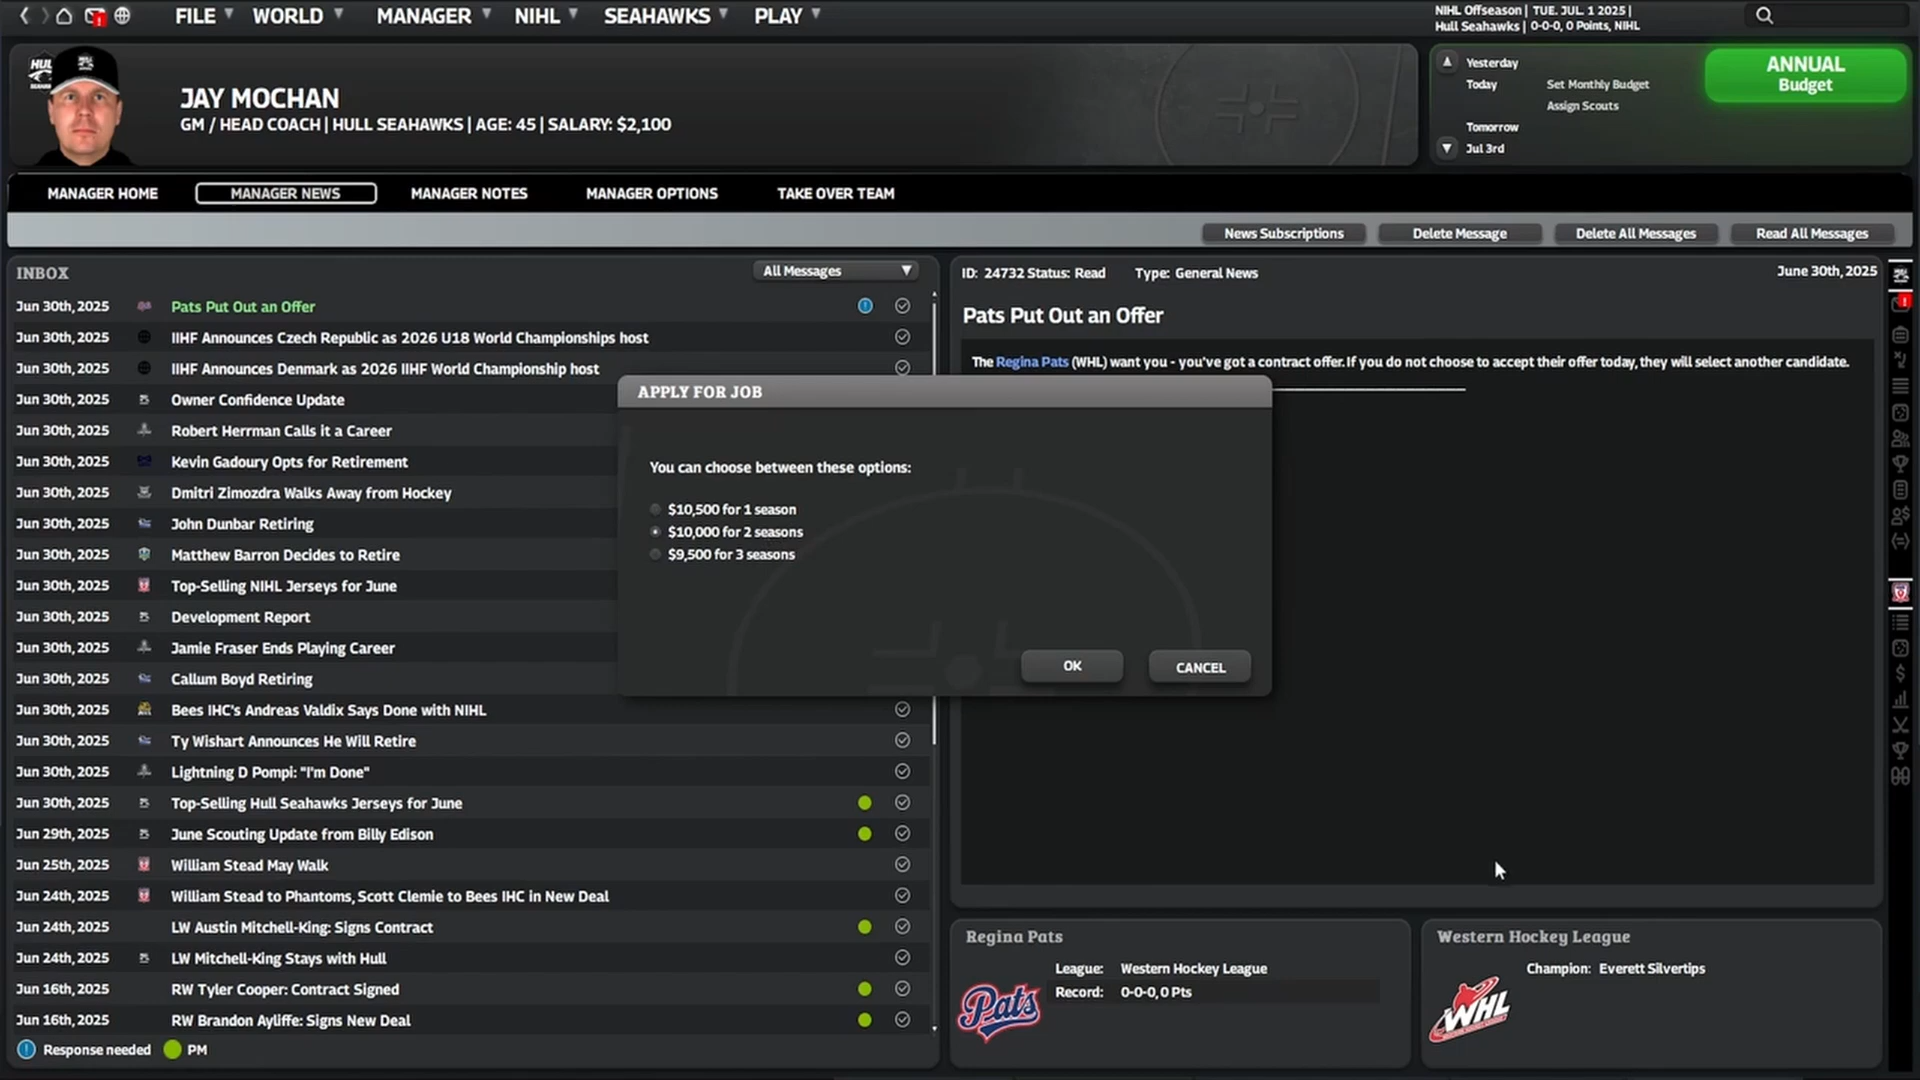 FILE WORLD MANAGER NIHL SEAHAWKS PLAY
NIHL Offseason | TUE. JUL. 1 2025 |
Hull Seahawks | 0-0-0, 0 Points, NIHL
JAY MOCHAN
GM / HEAD COACH | HULL SEAHAWKS | AGE: 45 | SALARY: $2,100
Yesterday
Today Set Monthly Budget
Assign Scouts
Tomorrow
Jul 3rd
ANNUAL
Budget
MANAGER HOME MANAGER NEWS MANAGER NOTES MANAGER OPTIONS TAKE OVER TEAM
News Subscriptions Delete Message Delete All Messages Read All Messages
INBOX All Messages
Jun 30th, 2025 Pats Put Out an Offer
Jun 30th, 2025 IIHF Announces Czech Republic as 2026 U18 World Championships host
Jun 30th, 2025 IIHF Announces Denmark as 2026 IIHF World Championship host
Jun 30th, 2025 Owner Confidence Update
Jun 30th, 2025 Robert Herrman Calls it a Career
Jun 30th, 2025 Kevin Gadoury Opts for Retirement
Jun 30th, 2025 Dmitri Zimozdra Walks Away from Hockey
Jun 30th, 2025 John Dunbar Retiring
Jun 30th, 2025 Matthew Barron Decides to Retire
Jun 30th, 2025 Top-Selling NIHL Jerseys for June
Jun 30th, 2025 Development Report
Jun 30th, 2025 Jamie Fraser Ends Playing Career
Jun 30th, 2025 Callum Boyd Retiring
Jun 30th, 2025 Bees IHC's Andreas Valdix Says Done with NIHL
Jun 30th, 2025 Ty Wishart Announces He Will Retire
Jun 30th, 2025 Lightning D Pompi: "I'm Done"
Jun 30th, 2025 Top-Selling Hull Seahawks Jerseys for June
Jun 29th, 2025 June Scouting Update from Billy Edison
Jun 25th, 2025 William Stead May Walk
Jun 24th, 2025 William Stead to Phantoms, Scott Clemie to Bees IHC in New Deal
Jun 24th, 2025 LW Austin Mitchell-King: Signs Contract
Jun 24th, 2025 LW Mitchell-King Stays with Hull
Jun 16th, 2025 RW Tyler Cooper: Contract Signed
Jun 16th, 2025 RW Brandon Ayliffe: Signs New Deal
Response needed PM
ID: 24732 Status: Read Type: General News June 30th, 2025
Pats Put Out an Offer
The Regina Pats (WHL) want you - you've got a contract offer. If you do not choose to accept their offer today, they will select another candidate.
APPLY FOR JOB
You can choose between these options:
$10,500 for 1 season
$10,000 for 2 seasons
$9,500 for 3 seasons
OK CANCEL
Regina Pats
League: Western Hockey League
Record: 0-0-0, 0 Pts
Pats
Western Hockey League
Champion: Everett Silvertips
WHL